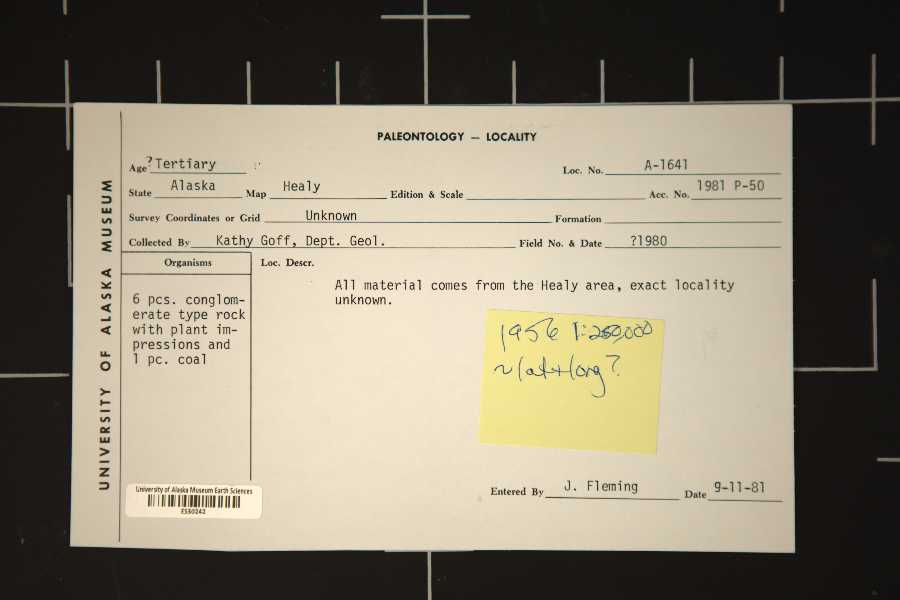 PALEONTOLOGY — LOCALITY
Age ? Tertiary Loc. No. A-1641
State Alaska Map Healy Edition & Scale Acc. No. 1981 P-50
Survey Coordinates or Grid Unknown Formation
Collected By Kathy Goff, Dept. Geol. Field No. & Date ?1980
Organisms
Loc. Descr.
6 pcs. conglom-
erate type rock
with plant im-
pressions and
1 pc. coal
All material comes from the Healy area, exact locality
unknown.
1956 1:250,000
~lat+long?
Entered By J. Fleming Date 9-11-81
University of Alaska Museum Earth Sciences
ES30242
UNIVERSITY OF ALASKA MUSEUM